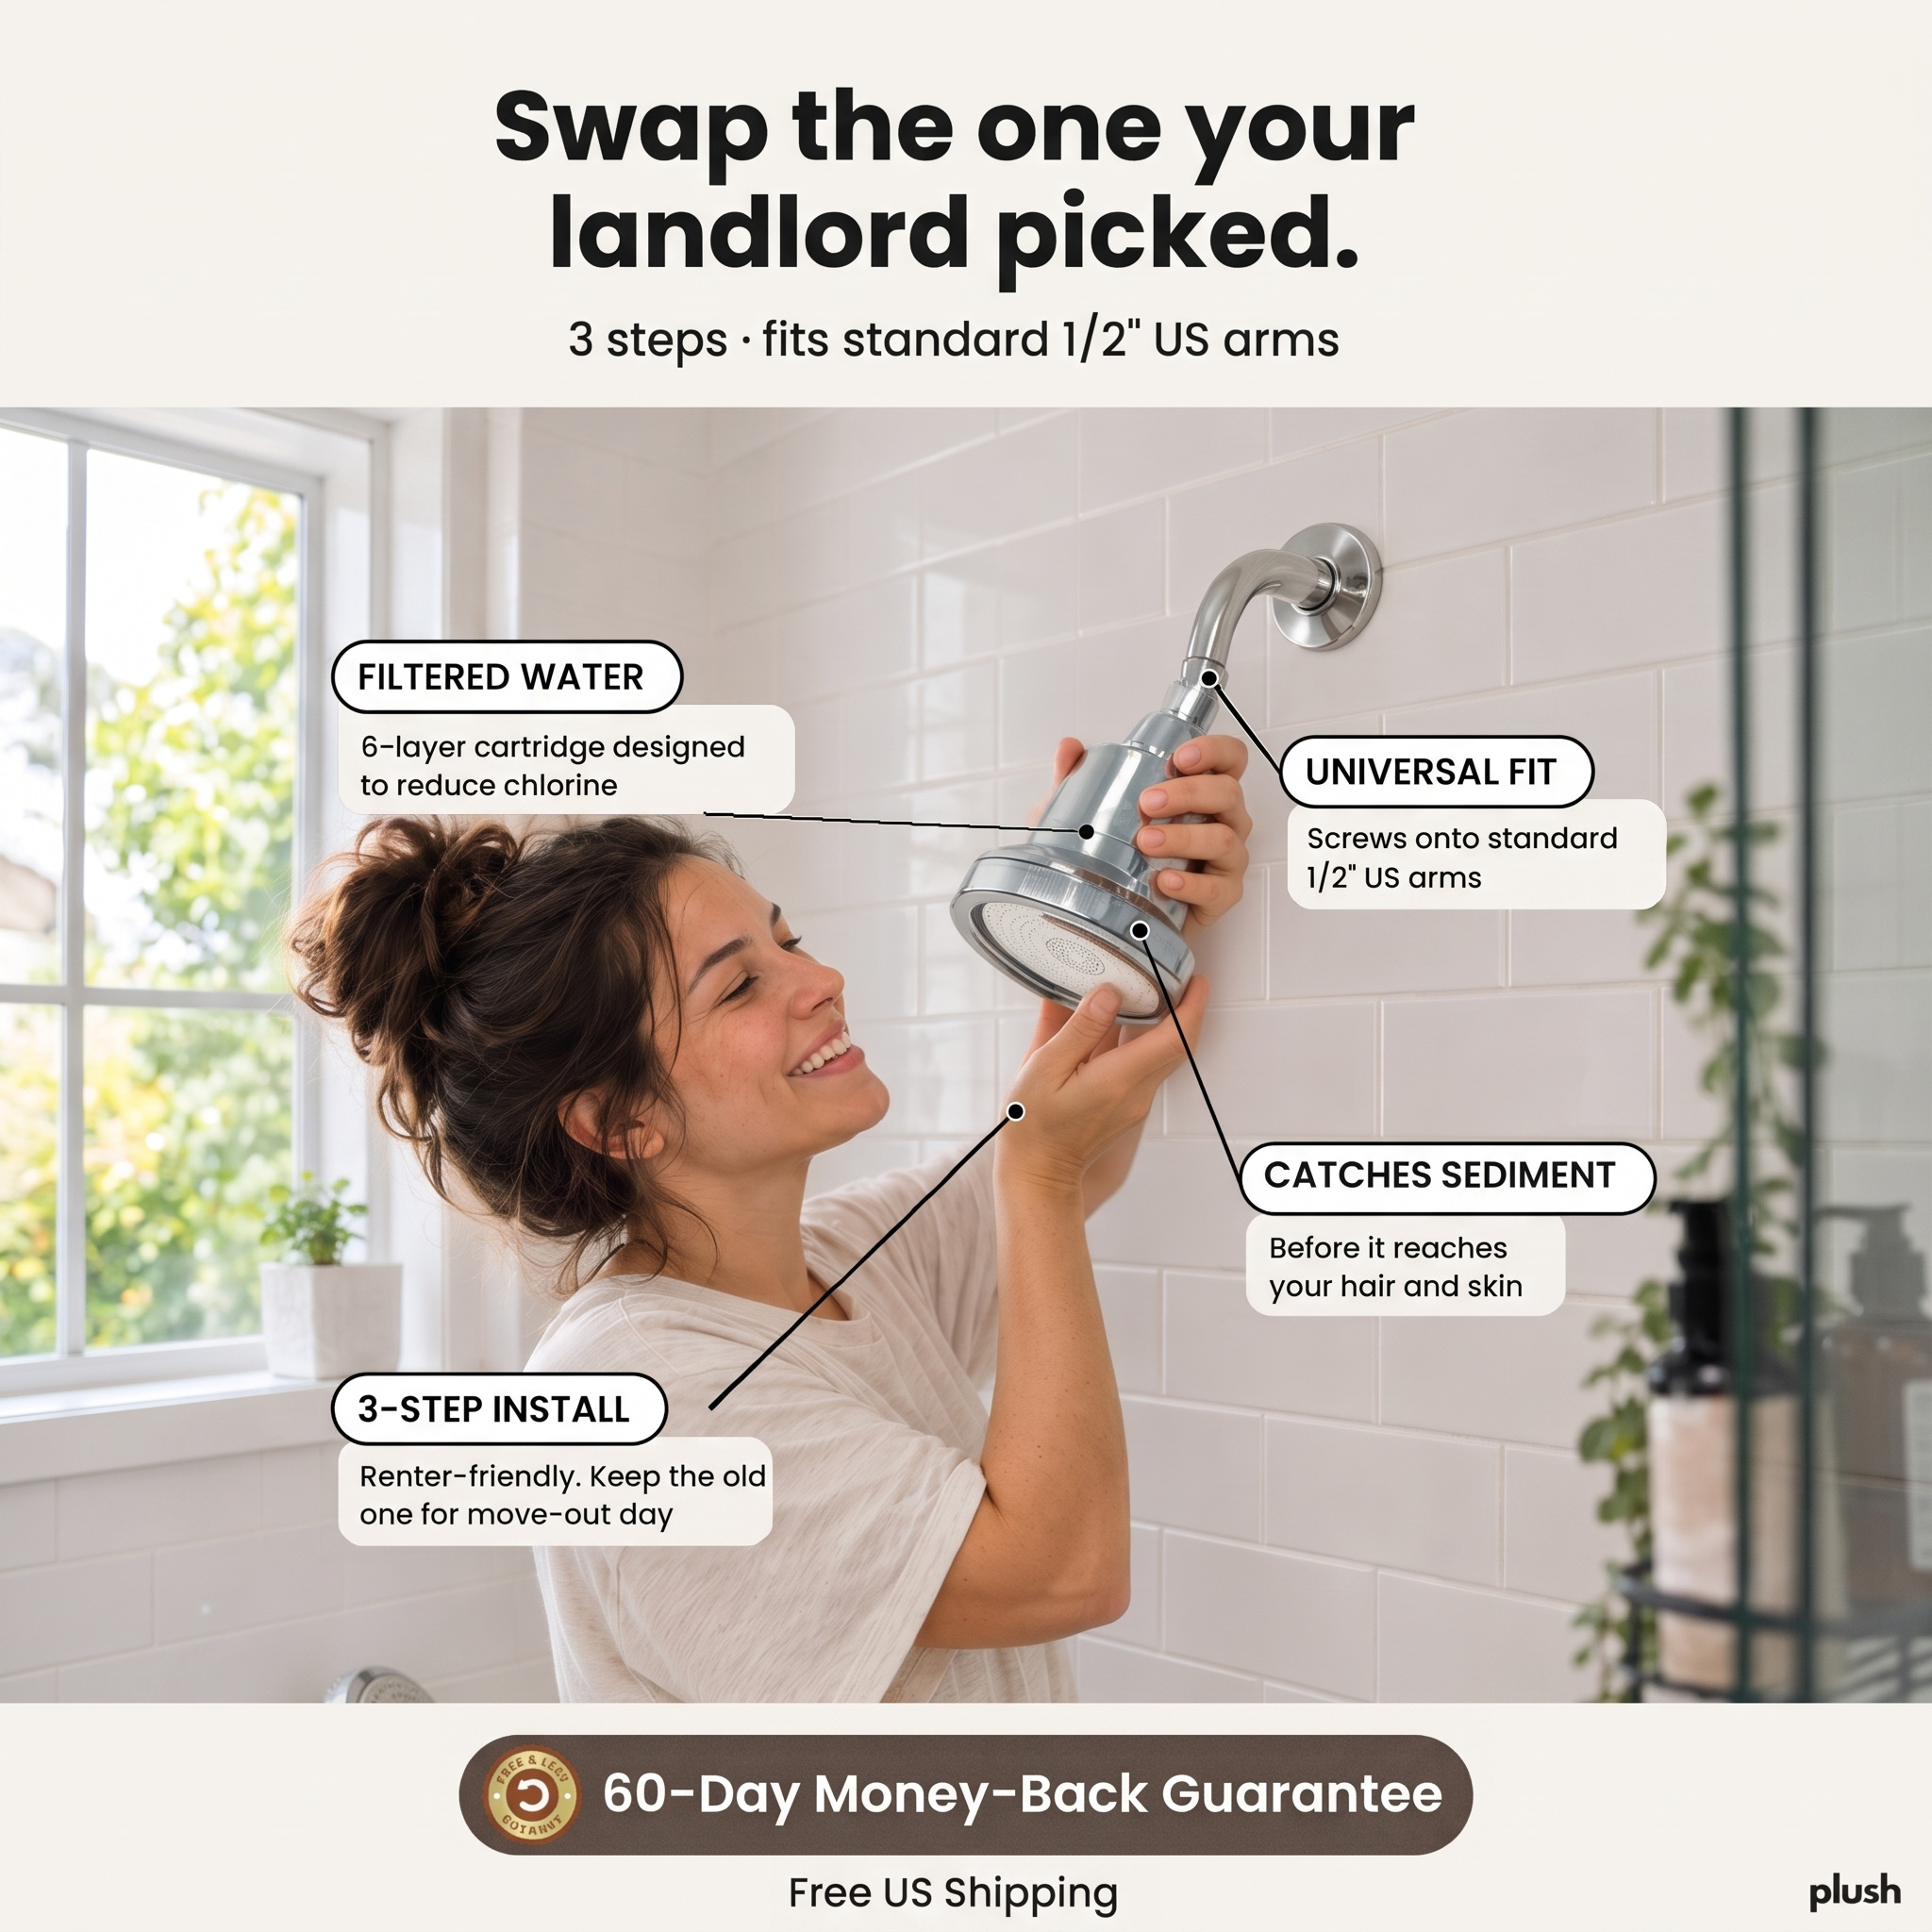 Swap the one your
landlord picked.
3 steps · fits standard 1/2" US arms
FILTERED WATER
6-layer cartridge designed
to reduce chlorine
UNIVERSAL FIT
Screws onto standard
1/2" US arms
CATCHES SEDIMENT
Before it reaches
your hair and skin
3-STEP INSTALL
Renter-friendly. Keep the old
one for move-out day
60-Day Money-Back Guarantee
Free US Shipping
plush